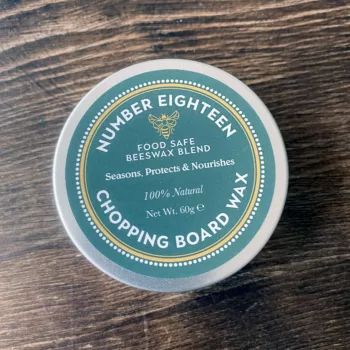 NUMBER EIGHTEEN
FOOD SAFE
BEESWAX BLEND
Seasons, Protects & Nourishes
100% Natural
Net Wt. 60g ℮
CHOPPING BOARD WAX